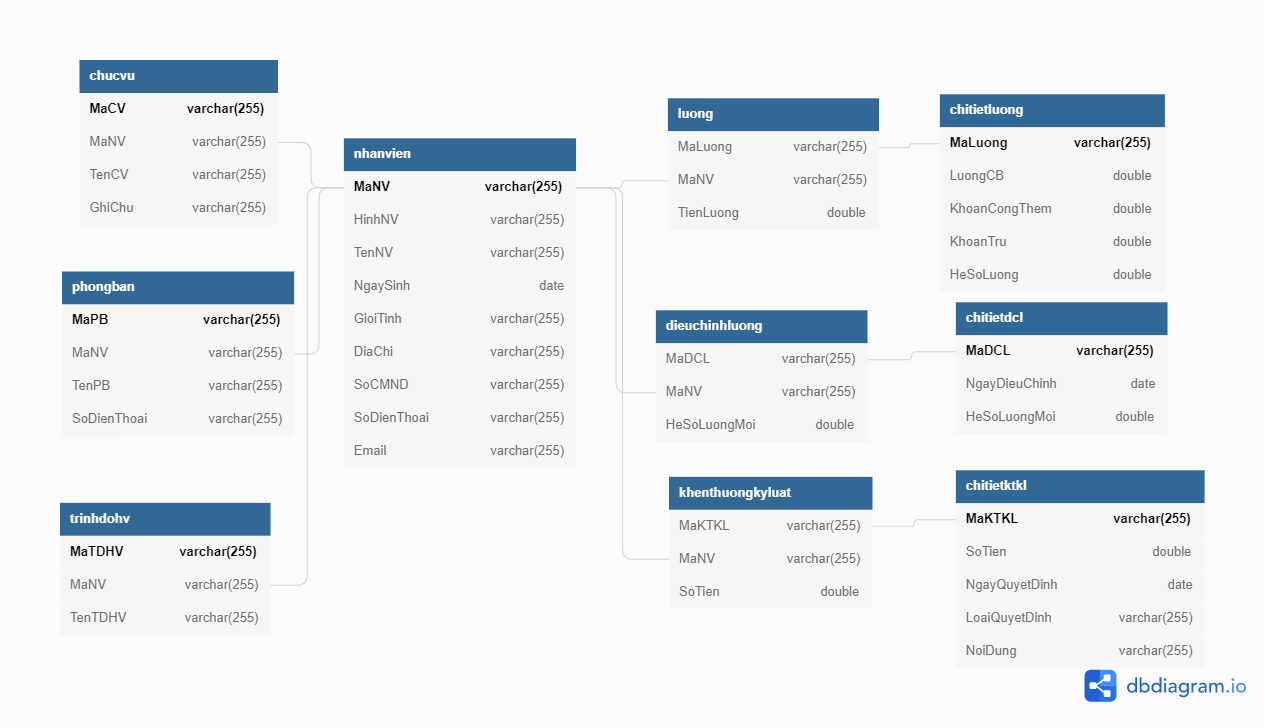 chucvu
MaCV varchar(255)
MaNV varchar(255)
TenCV varchar(255)
GhiChu varchar(255)
phongban
MaPB varchar(255)
MaNV varchar(255)
TenPB varchar(255)
SoDienThoai varchar(255)
trinhdohv
MaTDHV varchar(255)
MaNV varchar(255)
TenTDHV varchar(255)
nhanvien
MaNV varchar(255)
HinhNV varchar(255)
TenNV varchar(255)
NgaySinh date
GioiTinh varchar(255)
DiaChi varchar(255)
SoCMND varchar(255)
SoDienThoai varchar(255)
Email varchar(255)
luong
MaLuong varchar(255)
MaNV varchar(255)
TienLuong double
dieuchinhluong
MaDCL varchar(255)
MaNV varchar(255)
HeSoLuongMoi double
khenthuongkyluat
MaKTKL varchar(255)
MaNV varchar(255)
SoTien double
chitietluong
MaLuong varchar(255)
LuongCB double
KhoanCongThem double
KhoanTru double
HeSoLuong double
chitietdcl
MaDCL varchar(255)
NgayDieuChinh date
HeSoLuongMoi double
chitietktkl
MaKTKL varchar(255)
SoTien double
NgayQuyetDinh date
LoaiQuyetDinh varchar(255)
NoiDung varchar(255)
dbdiagram.io